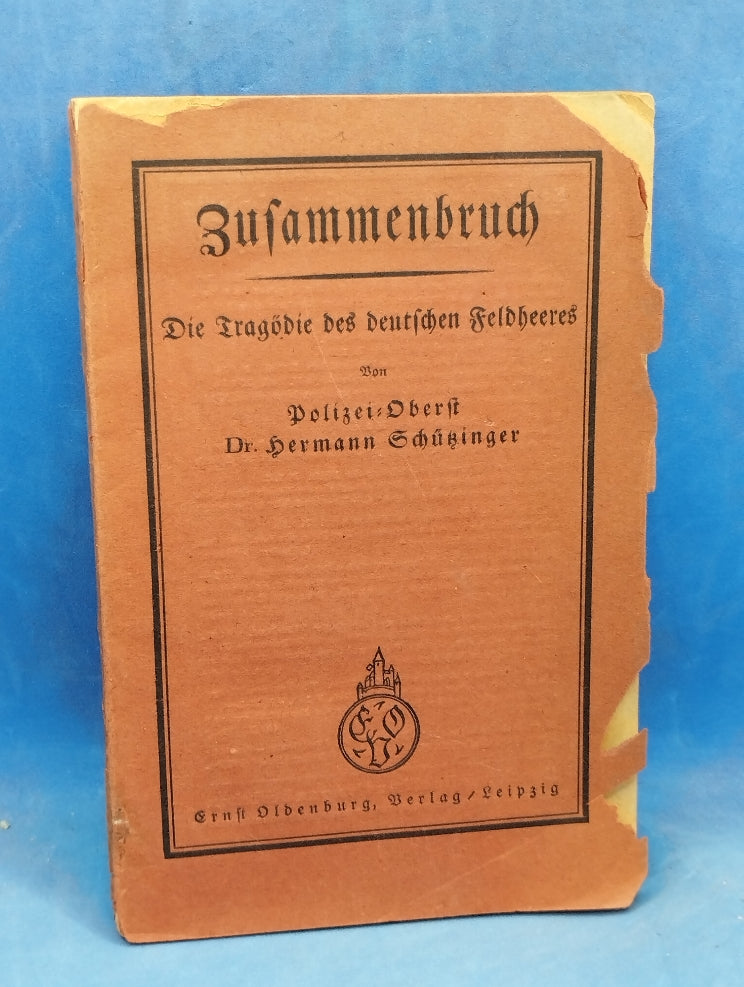 Zuſammenbruch
Die Tragödie des deutſchen Feldheeres
Von
Polizei-Oberſt
Dr. Hermann Schützinger
E O
V
Ernſt Oldenburg, Verlag / Leipzig